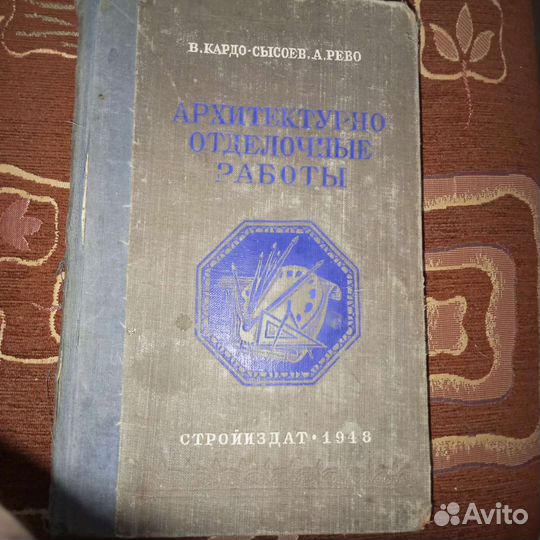 В. КАРДО-СЫСОЕВ, А. РЕВО
АРХИТЕКТУРНО
ОТДЕЛОЧНЫЕ
РАБОТЫ
СТРОЙИЗДАТ • 1948
Avito